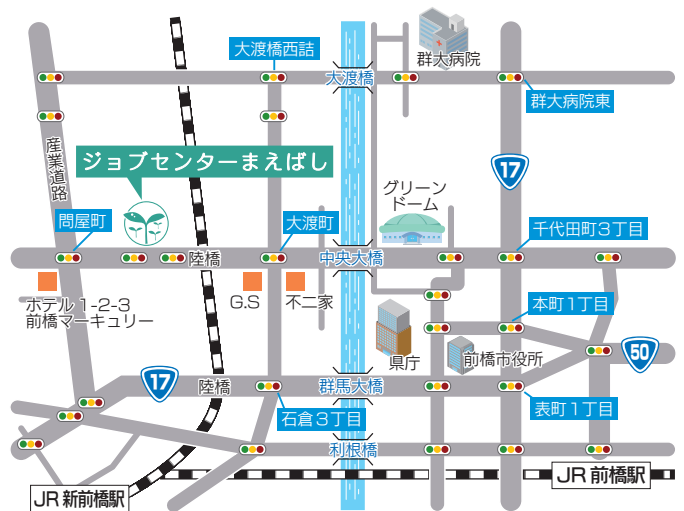 大渡橋西詰
群大病院
大渡橋
群大病院東
産業道路
ジョブセンターまえばし
17
グリーン
ドーム
問屋町
大渡町
千代田町3丁目
陸橋
中央大橋
ホテル 1-2-3
前橋マーキュリー
G.S
不二家
本町1丁目
県庁
前橋市役所
50
17
陸橋
群馬大橋
石倉3丁目
表町1丁目
利根橋
JR 新前橋駅
JR 前橋駅